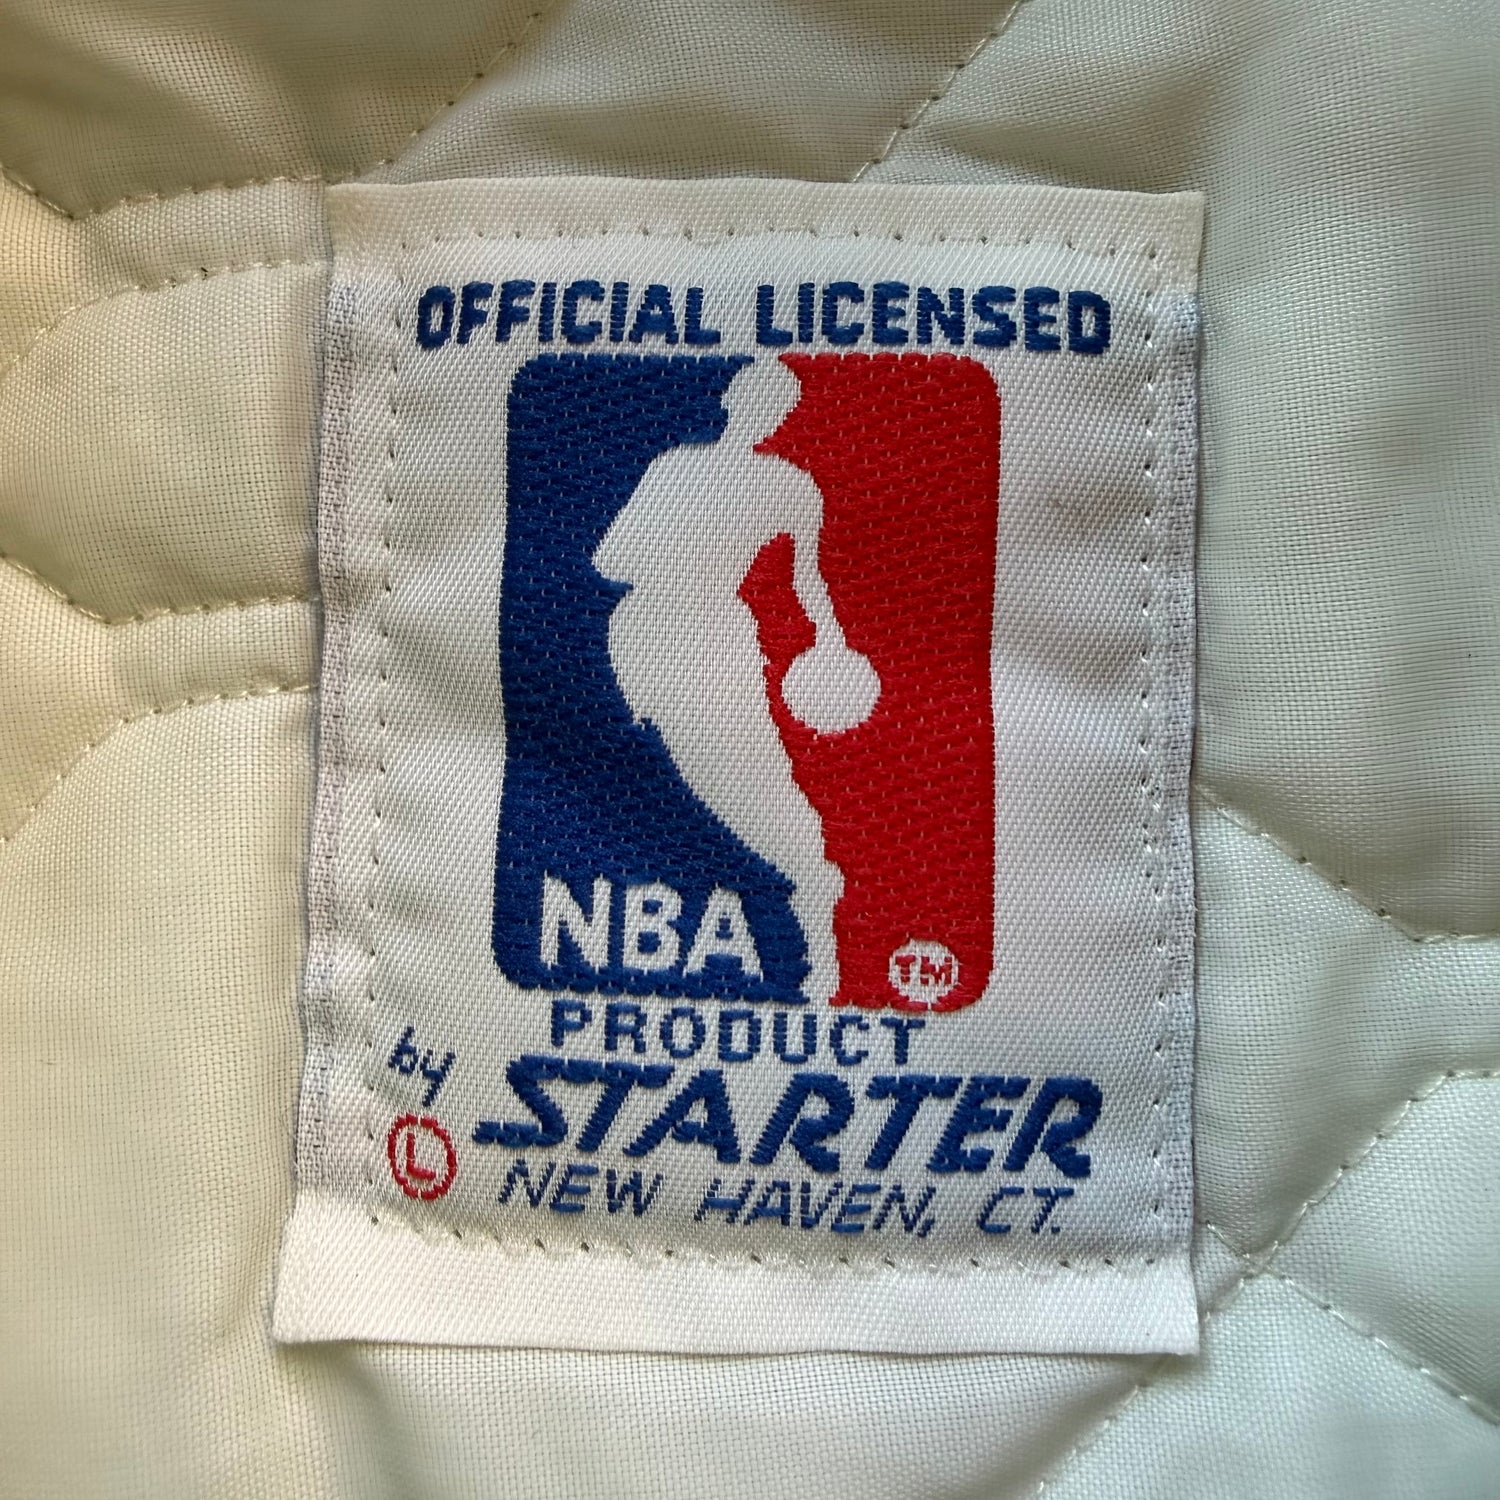 OFFICIAL LICENSED
NBA
TM
PRODUCT
by STARTER
L NEW HAVEN, CT.